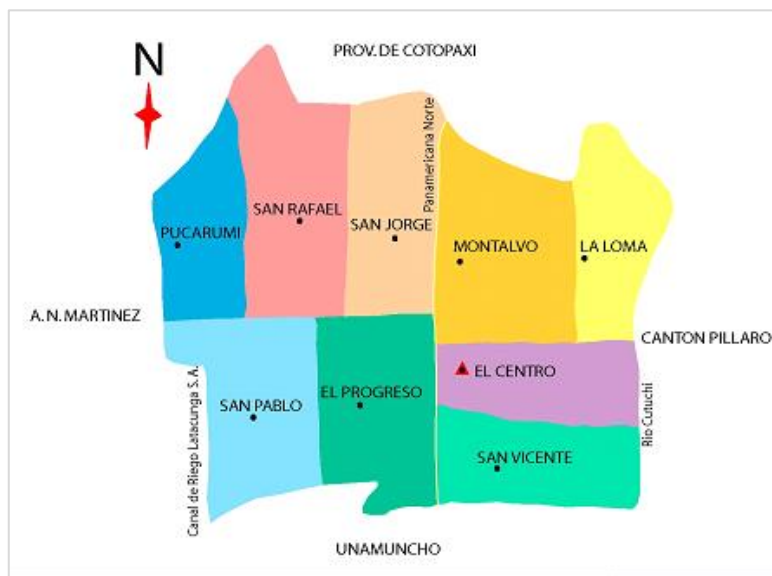 PROV. DE COTOPAXI
N
Panamericana Norte
SAN RAFAEL
PUCARUMI
SAN JORGE
MONTALVO
LA LOMA
A. N. MARTINEZ
CANTON PILLARO
EL CENTRO
EL PROGRESO
SAN PABLO
Canal de Riego Latacunga S.A.
Rio Cutuchi
SAN VICENTE
UNAMUNCHO